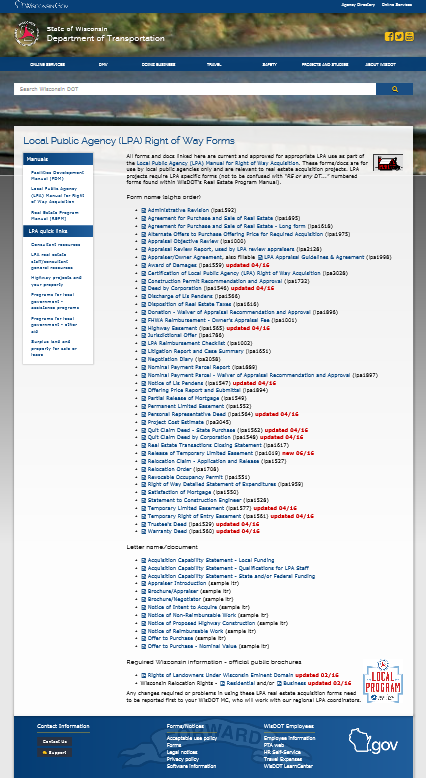 Wisconsin.Gov
Agency Directory Online Services
State of Wisconsin
Department of Transportation
ONLINE SERVICES DMV DOING BUSINESS TRAVEL SAFETY PROJECTS AND STUDIES ABOUT WISDOT
Search Wisconsin DOT
Local Public Agency (LPA) Right of Way Forms
Manuals
Facilities Development
Manual (FDM)
Local Public Agency
(LPA) Manual for Right
of Way Acquisition
Real Estate Program
Manual (REPM)
LPA quick links
Consultant resources
LPA real estate
staff/consultant
general resources
Highway projects and
your property
Programs for local
government -
assistance programs
Programs for local
government - other
aid
Surplus land and
property for sale or
lease
All forms and docs linked here are current and approved for appropriate LPA use as part of
the Local Public Agency (LPA) Manual for Right of Way Acquisition. These forms/docs are for
use by local public agencies only and are relevant to real estate acquisition projects. LPA
projects require LPA specific forms (not to be confused with "RE or any DT..." numbered
forms found within WisDOT's Real Estate Program Manual).
Form name (alpha order)
Administrative Revision (lpa1592)
Agreement for Purchase and Sale of Real Estate (lpa1895)
Agreement for Purchase and Sale of Real Estate - Long form (lpa1618)
Alternate Offers to Purchase Offering Price for Required Acquisition (lpa1975)
Appraisal Objective Review (lpa1000)
Appraisal Review Report, used by LPA review appraisers (lpa2136)
Appraiser/Owner Agreement, also fillable LPA Appraisal Guidelines & Agreement (lpa1998)
Award of Damages (lpa1559) updated 04/16
Certification of Local Public Agency (LPA) Right of Way Acquisition (lpa3028)
Construction Permit Recommendation and Approval (lpa1732)
Deed by Corporation (lpa1546) updated 04/16
Discharge of Lis Pendens (lpa1566)
Disposition of Real Estate Taxes (lpa1616)
Donation - Waiver of Appraisal Recommendation and Approval (lpa1896)
FHWA Reimbursement - Owner's Appraisal Fee (lpa1001)
Highway Easement (lpa1565) updated 04/16
Jurisdictional Offer (lpa1786)
LPA Reimbursement Checklist (lpa1002)
Litigation Report and Case Summary (lpa1651)
Negotiation Diary (lpa2058)
Nominal Payment Parcel Report (lpa1889)
Nominal Payment Parcel - Waiver of Appraisal Recommendation and Approval (lpa1897)
Notice of Lis Pendens (lpa1547) updated 04/16
Offering Price Report and Submittal (lpa1894)
Partial Release of Mortgage (lpa1549)
Permanent Limited Easement (lpa1552)
Personal Representative Deed (lpa1564) updated 04/16
Project Cost Estimate (lpa3045)
Quit Claim Deed - State Purchase (lpa1562) updated 04/16
Quit Claim Deed by Corporation (lpa1548) updated 04/16
Real Estate Transactions Closing Statement (lpa1617)
Release of Temporary Limited Easement (lpa1019) new 06/16
Relocation Claim - Application and Release (lpa1527)
Relocation Order (lpa1708)
Revocable Occupancy Permit (lpa1551)
Right of Way Detailed Statement of Expenditures (lpa1959)
Satisfaction of Mortgage (lpa1550)
Statement to Construction Engineer (lpa1528)
Temporary Limited Easement (lpa1577) updated 04/16
Temporary Right of Entry Easement (lpa1561) updated 04/16
Trustee's Deed (lpa1529) updated 04/16
Warranty Deed (lpa1560) updated 04/16
Letter name/document
Acquisition Capability Statement - Local Funding
Acquisition Capability Statement - Qualifications for LPA Staff
Acquisition Capability Statement - State and/or Federal Funding
Appraiser Introduction (sample ltr)
Brochure/Appraiser (sample ltr)
Brochure/Negotiator (sample ltr)
Notice of Intent to Acquire (sample ltr)
Notice of Non-Reimbursable Work (sample ltr)
Notice of Proposed Highway Construction (sample ltr)
Notice of Reimbursable Work (sample ltr)
Offer to Purchase (sample ltr)
Offer to Purchase - Nominal Value (sample ltr)
Required Wisconsin information - official public brochures
Rights of Landowners Under Wisconsin Eminent Domain updated 02/16
Wisconsin Relocation Rights - Residential and/or Business updated 02/16
Any changes required or problems in using these LPA real estate acquisition forms need
to be reported first to your WisDOT MC, who will work with our regional LPA coordinators.
LOCAL
PROGRAM
Contact Information
Contact Us
Support
Forms/Notices
Acceptable use policy
Forms
Legal notices
Privacy policy
Software information
WisDOT Employees
Employee information
PTA web
HR Self-Service
Travel Expenses
WisDOT LearnCenter
.gov
FORWARD